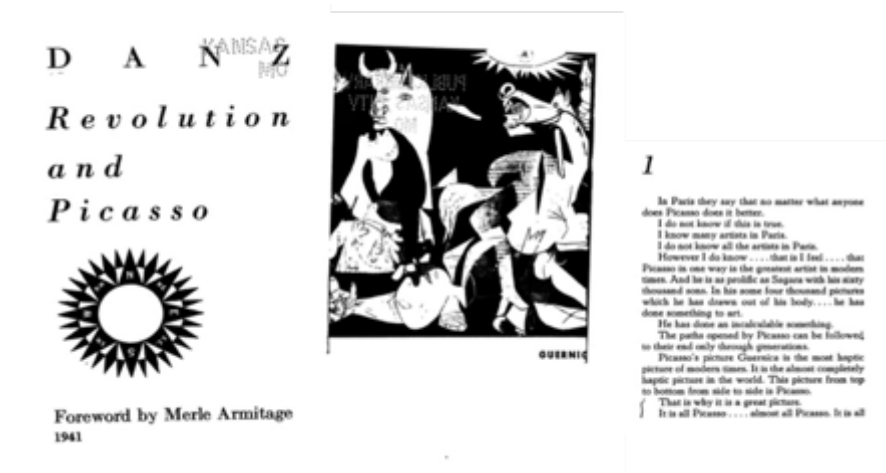 D A N Z
KANSAS
MO
Revolution
and
Picasso
Foreword by Merle Armitage
1941
PUBLIC LIBRARY
KANSAS CITY
MO
GUERNIC
1
In Paris they say that no matter what anyone
does Picasso does it better.
I do not know if this is true.
I know many artists in Paris.
I do not know all the artists in Paris.
However I do know .... that is I feel .... that
Picasso in one way is the greatest artist in modern
times. And he is as prolific as Sagara with his sixty
thousand sons. In his some four thousand pictures
which he has drawn out of his body.... he has
done something to art.
He has done an incalculable something.
The paths opened by Picasso can be followed
to their end only through generations.
Picasso's picture Guernica is the most haptic
picture of modern times. It is the almost completely
haptic picture in the world. This picture from top
to bottom from side to side is Picasso.
That is why it is a great picture.
It is all Picasso .... almost all Picasso. It is all